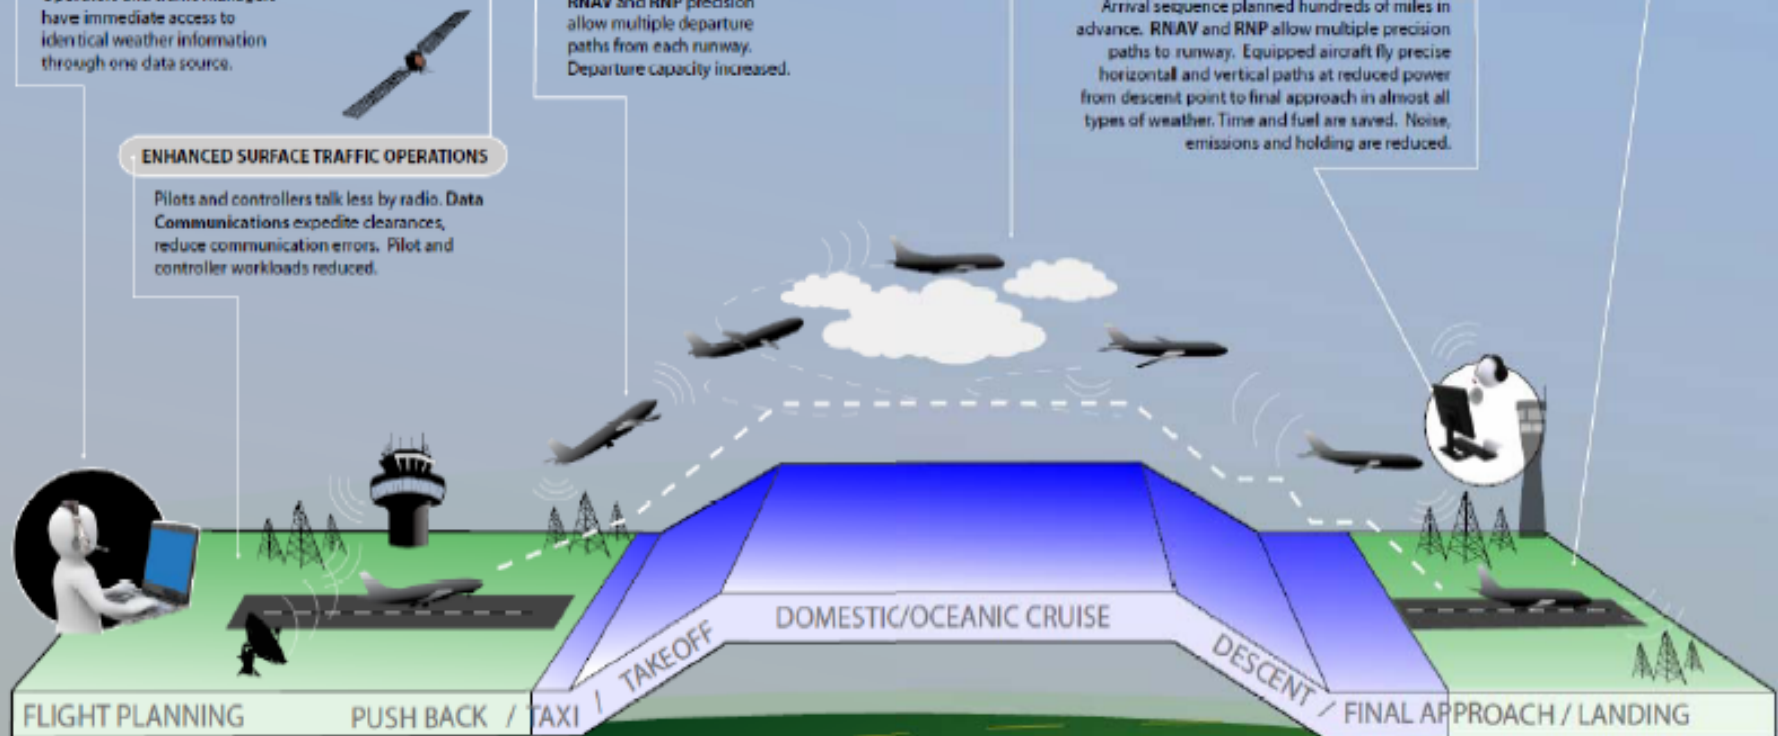 have immediate access to
identical weather information
through one data source.
ENHANCED SURFACE TRAFFIC OPERATIONS
Pilots and controllers talk less by radio. Data
Communications expedite clearances,
reduce communication errors. Pilot and
controller workloads reduced.
RNAV and RNP precision
allow multiple departure
paths from each runway.
Departure capacity increased.
Arrival sequence planned hundreds of miles in
advance. RNAV and RNP allow multiple precision
paths to runway. Equipped aircraft fly precise
horizontal and vertical paths at reduced power
from descent point to final approach in almost all
types of weather. Time and fuel are saved. Noise,
emissions and holding are reduced.
FLIGHT PLANNING
PUSH BACK / TAXI / TAKEOFF
DOMESTIC/OCEANIC CRUISE
DESCENT / FINAL APPROACH / LANDING